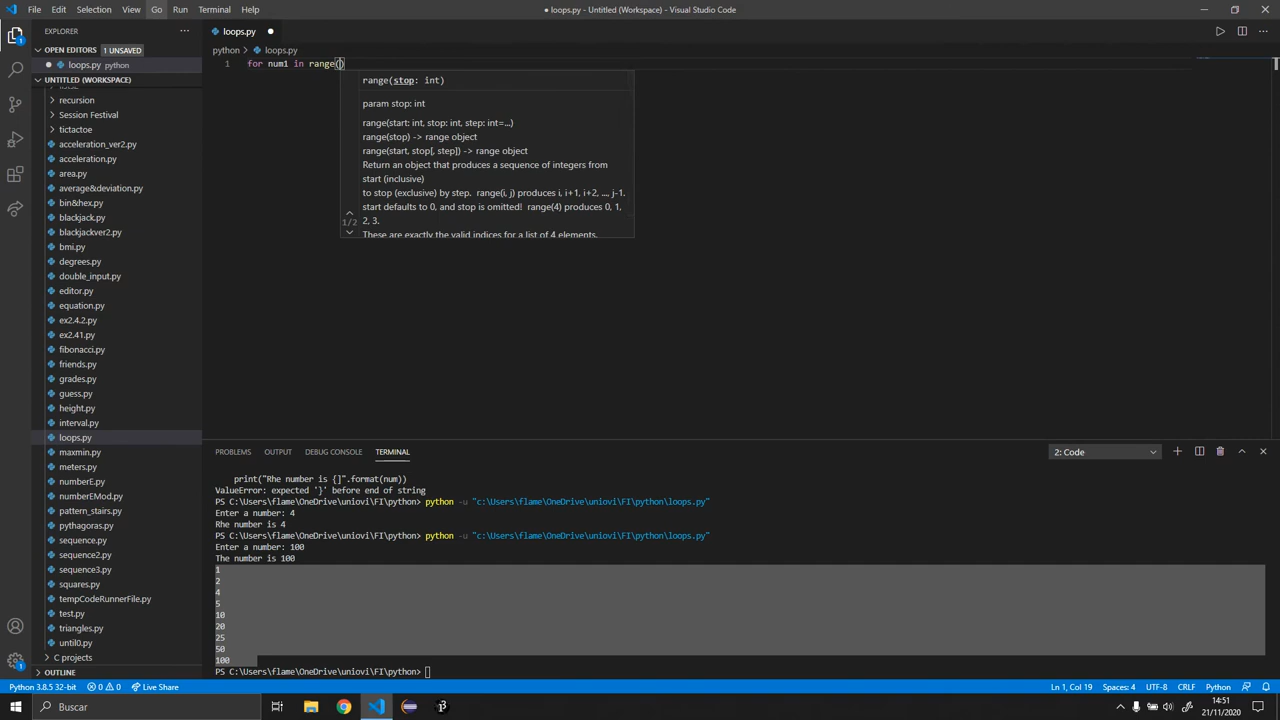 File Edit Selection View Go Run Terminal Help
● loops.py - Untitled (Workspace) - Visual Studio Code
EXPLORER
OPEN EDITORS 1 UNSAVED
loops.py python
UNTITLED (WORKSPACE)
recursion
Session Festival
tictactoe
acceleration_ver2.py
acceleration.py
area.py
average&deviation.py
bin&hex.py
blackjack.py
blackjackver2.py
bmi.py
degrees.py
double_input.py
editor.py
equation.py
ex2.4.2.py
ex2.41.py
fibonacci.py
friends.py
grades.py
guess.py
height.py
interval.py
loops.py
maxmin.py
meters.py
numberE.py
numberEMod.py
pattern_stairs.py
pythagoras.py
sequence.py
sequence2.py
sequence3.py
squares.py
tempCodeRunnerFile.py
test.py
triangles.py
until0.py
C projects
OUTLINE
loops.py
python > loops.py
1 for num1 in range()
range(stop: int)
param stop: int
range(start: int, stop: int, step: int=...)
range(stop) -> range object
range(start, stop[, step]) -> range object
Return an object that produces a sequence of integers from
start (inclusive)
to stop (exclusive) by step. range(i, j) produces i, i+1, i+2, ..., j-1.
start defaults to 0, and stop is omitted! range(4) produces 0, 1,
2, 3.
These are exactly the valid indices for a list of 4 elements.
1/2
PROBLEMS OUTPUT DEBUG CONSOLE TERMINAL
2: Code
print("Rhe number is {]".format(num))
ValueError: expected '}' before end of string
PS C:\Users\flame\OneDrive\uniovi\FI\python> python -u "c:\Users\flame\OneDrive\uniovi\FI\python\loops.py"
Enter a number: 4
Rhe number is 4
PS C:\Users\flame\OneDrive\uniovi\FI\python> python -u "c:\Users\flame\OneDrive\uniovi\FI\python\loops.py"
Enter a number: 100
The number is 100
1
2
4
5
10
20
25
50
100
PS C:\Users\flame\OneDrive\uniovi\FI\python>
Python 3.8.5 32-bit 0 0 Live Share
Ln 1, Col 19 Spaces: 4 UTF-8 CRLF Python
Buscar
14:51
21/11/2020